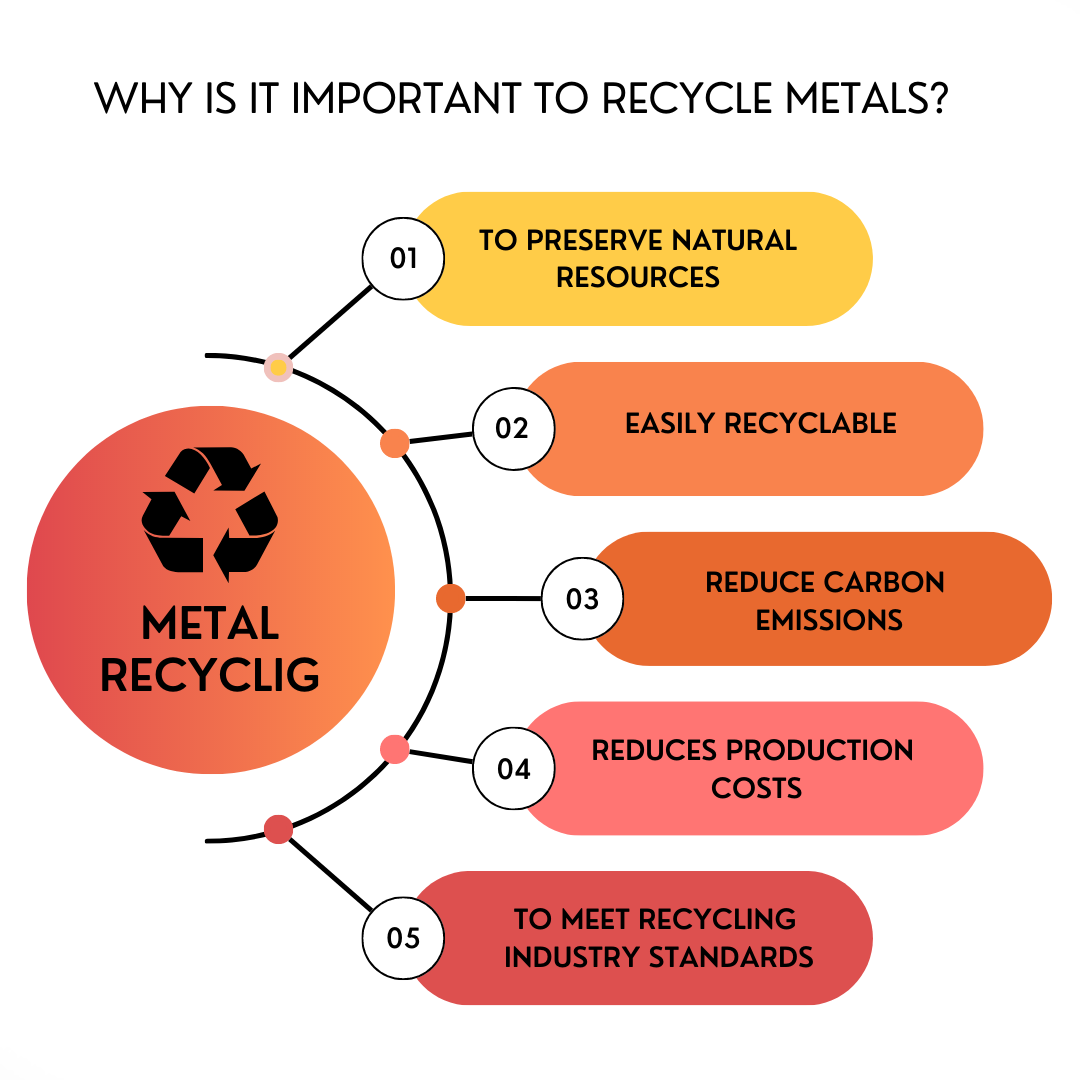 WHY IS IT IMPORTANT TO RECYCLE METALS?
01
TO PRESERVE NATURAL
RESOURCES
02
EASILY RECYCLABLE
03
REDUCE CARBON
EMISSIONS
METAL
RECYCLIG
04
REDUCES PRODUCTION
COSTS
05
TO MEET RECYCLING
INDUSTRY STANDARDS